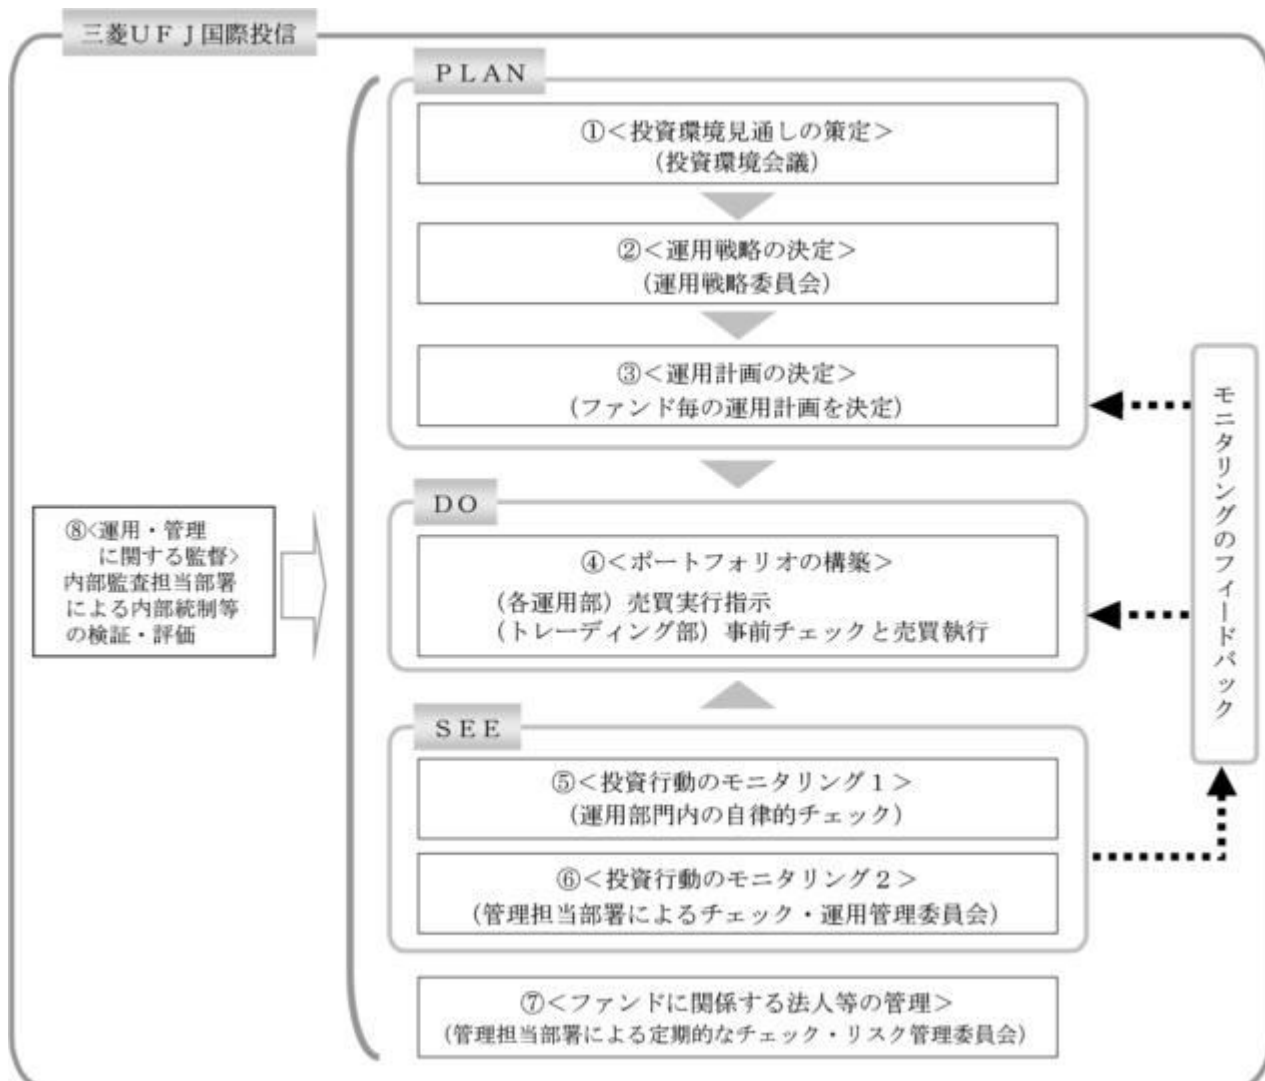 三菱ＵＦＪ国際投信
ＰＬＡＮ
①＜投資環境見通しの策定＞
（投資環境会議）
②＜運用戦略の決定＞
（運用戦略委員会）
③＜運用計画の決定＞
（ファンド毎の運用計画を決定）
ＤＯ
④＜ポートフォリオの構築＞
（各運用部）売買実行指示
（トレーディング部）事前チェックと売買執行
ＳＥＥ
⑤＜投資行動のモニタリング１＞
（運用部門内の自律的チェック）
⑥＜投資行動のモニタリング２＞
（管理担当部署によるチェック・運用管理委員会）
⑦＜ファンドに関係する法人等の管理＞
（管理担当部署による定期的なチェック・リスク管理委員会）
⑧<運用・管理
に関する監督>
内部監査担当部署
による内部統制等
の検証・評価
モニタリングのフィードバック